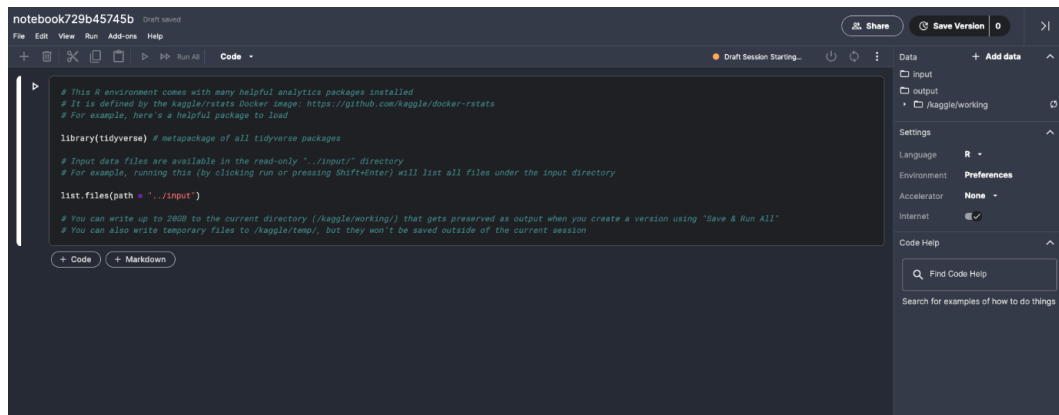 notebook729b45745b Draft saved
File Edit View Run Add-ons Help
Share
Save Version 0
Run All
Code
Draft Session Starting...
# This R environment comes with many helpful analytics packages installed
# It is defined by the kaggle/rstats Docker image: https://github.com/kaggle/docker-rstats
# For example, here's a helpful package to load
library(tidyverse) # metapackage of all tidyverse packages
# Input data files are available in the read-only "../input/" directory
# For example, running this (by clicking run or pressing Shift+Enter) will list all files under the input directory
list.files(path = "../input")
# You can write up to 20GB to the current directory (/kaggle/working/) that gets preserved as output when you create a version using "Save & Run All"
# You can also write temporary files to /kaggle/temp/, but they won't be saved outside of the current session
+ Code
+ Markdown
Data
+ Add data
input
output
/kaggle/working
Settings
Language R
Environment Preferences
Accelerator None
Internet
Code Help
Find Code Help
Search for examples of how to do things